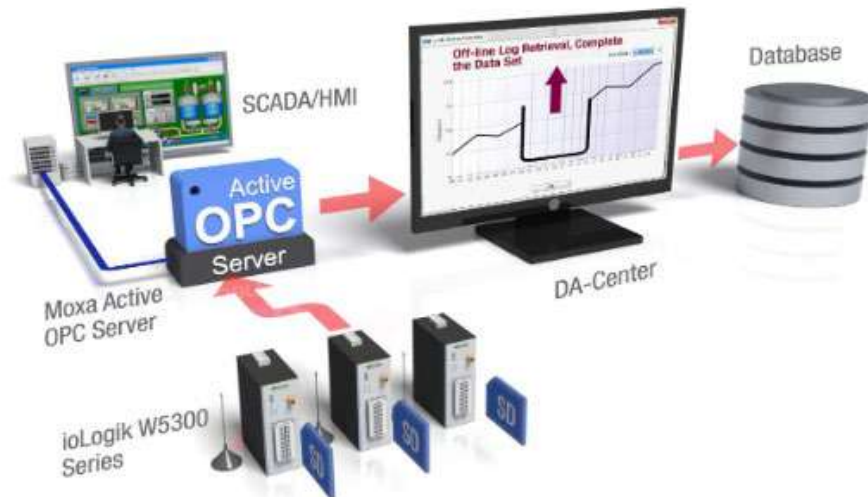 Off-line Log Retrieval, Complete
the Data Set
Database
SCADA/HMI
Active
OPC
Server
DA-Center
Moxa Active
OPC Server
ioLogik W5300
Series
SD
SD
SD